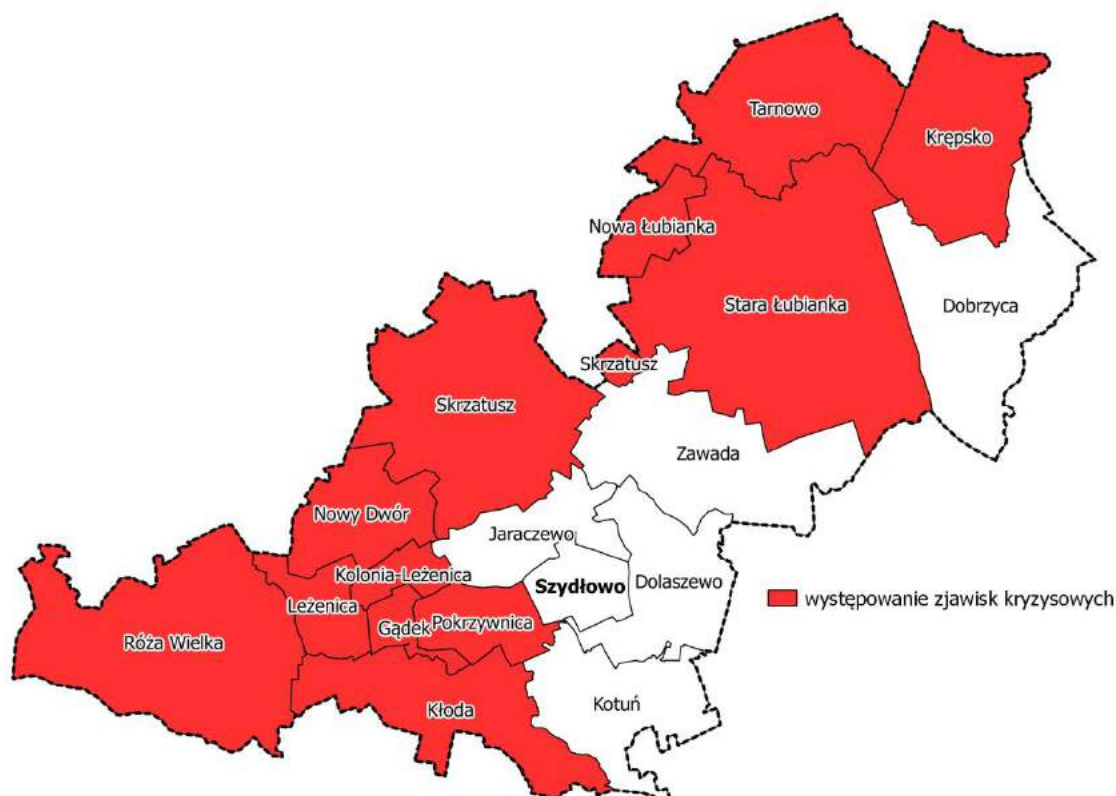 Tarnowo
Krępsko
Nowa Łubianka
Stara Łubianka
Dobrzyca
Skrzatusz
Skrzatusz
Zawada
Nowy Dwór
Jaraczewo
Kolonia-Leżenica
Szydłowo
Dolaszewo
występowanie zjawisk kryzysowych
Leżenica
Gądek
Pokrzywnica
Róża Wielka
Kłoda
Kotuń